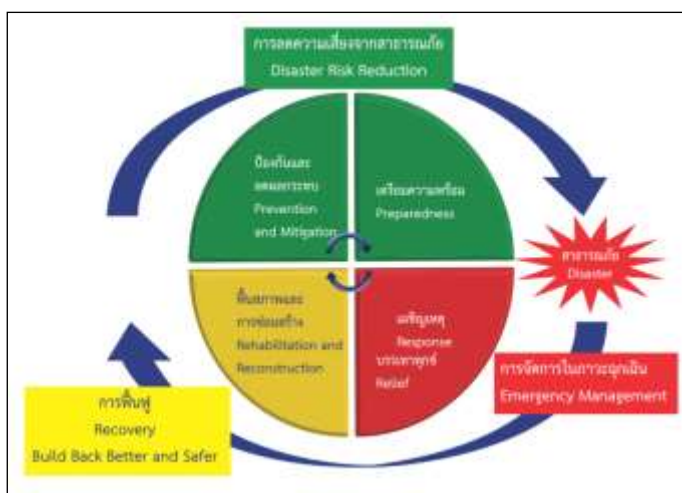 การลดความเสี่ยงจากสาธารณภัย
Disaster Risk Reduction
ป้องกันและ
ลดผลกระทบ
Prevention
and Mitigation
เตรียมความพร้อม
Preparedness
สาธารณภัย
Disaster
ฟื้นสภาพและ
การซ่อมสร้าง
Rehabilitation and
Reconstruction
เผชิญเหตุ
Response
บรรเทาทุกข์
Relief
การจัดการในภาวะฉุกเฉิน
Emergency Management
การฟื้นฟู
Recovery
Build Back Better and Safer